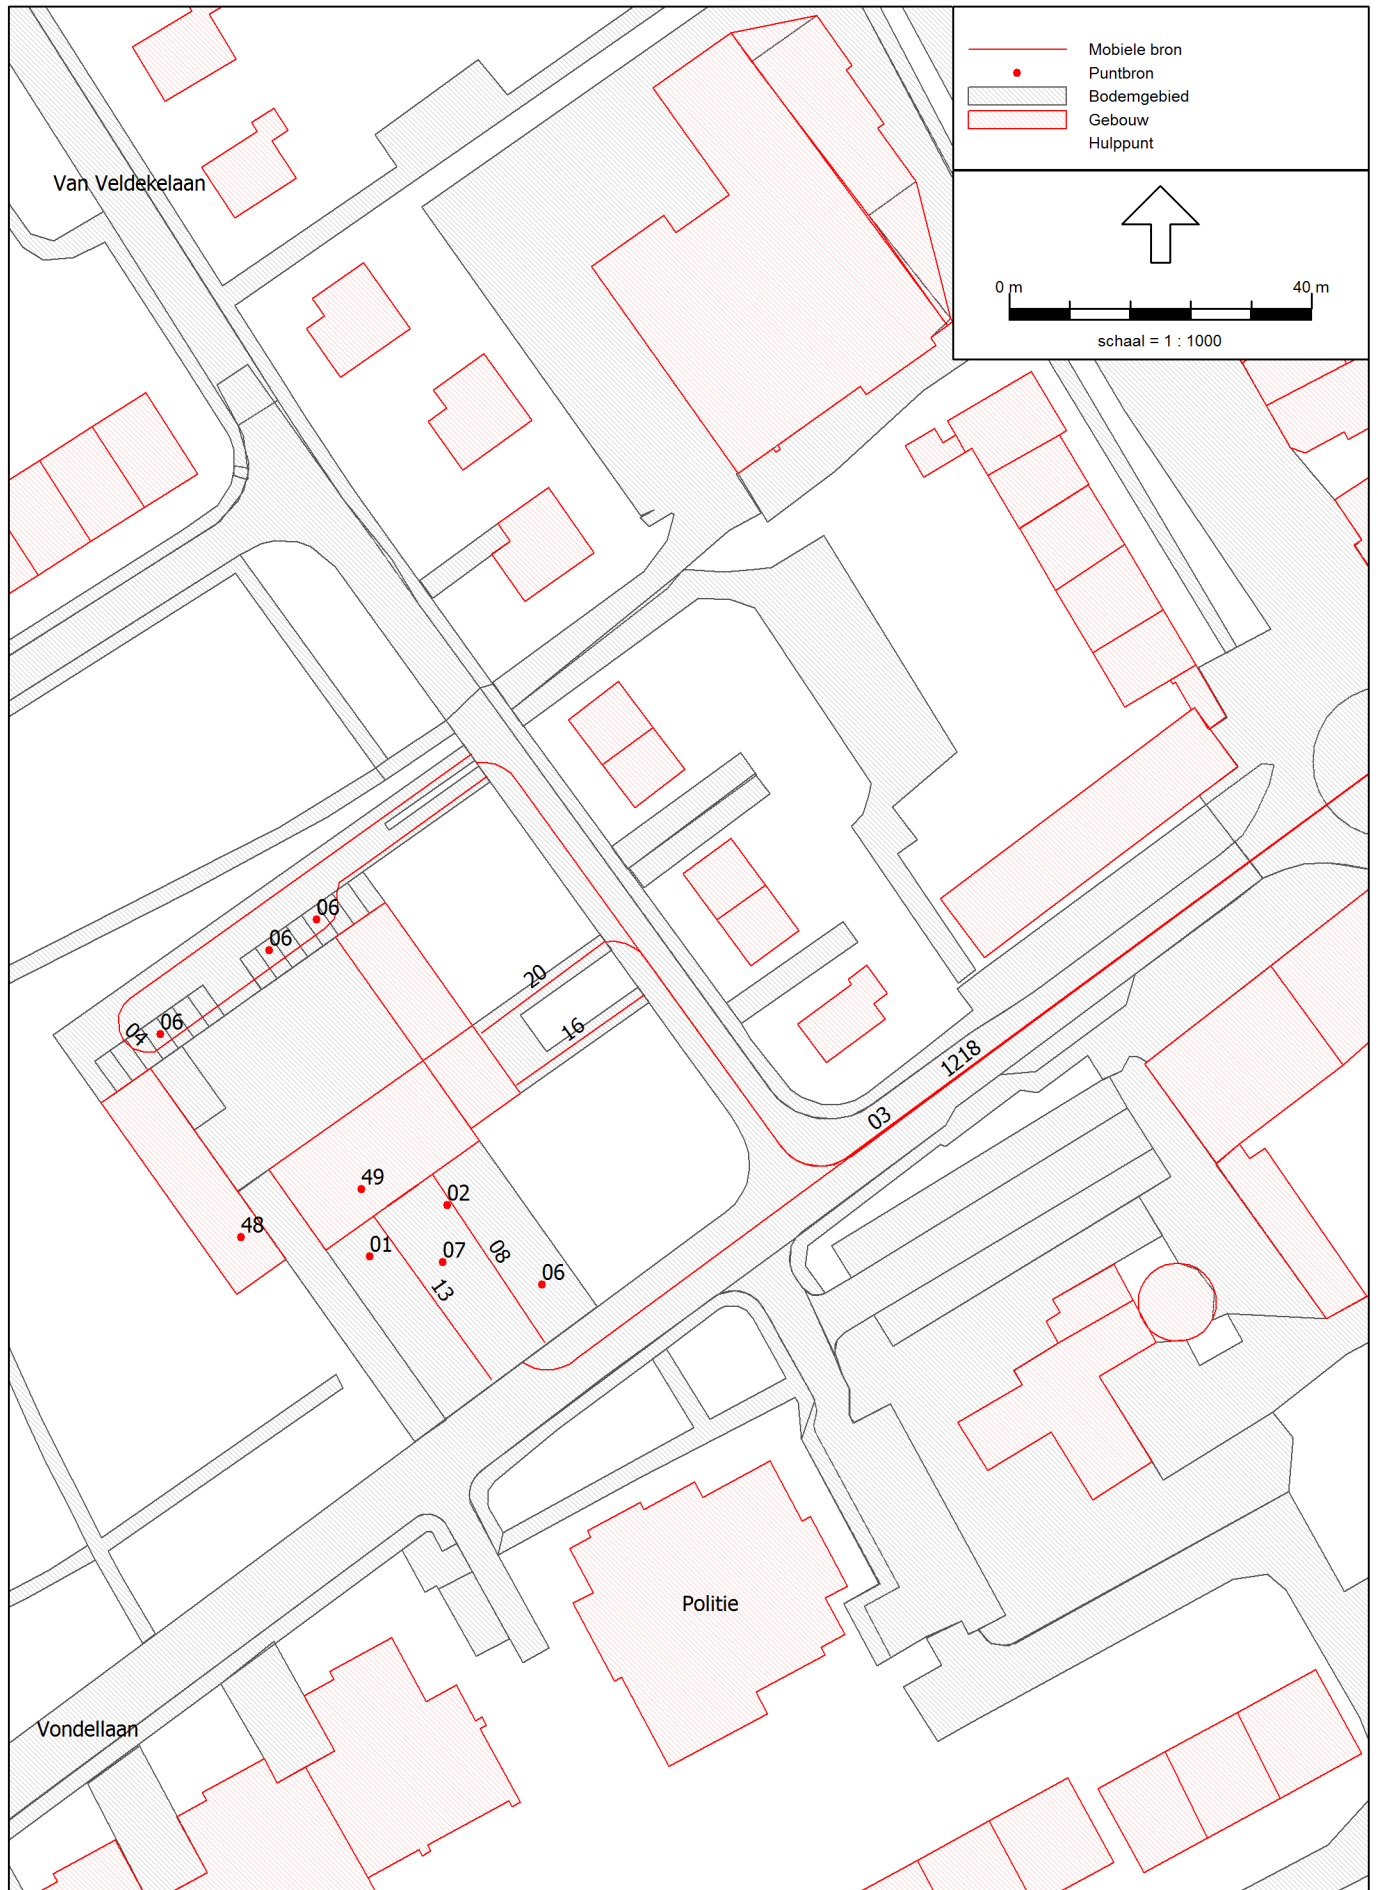 Mobiele bron
Puntbron
Bodemgebied
Gebouw
Hulppunt
Van Veldekelaan
0 m 40 m
schaal = 1 : 1000
06
06
20
04 06
16
1218
03
49
02
48
01 07 08
13
06
Politie
Vondellaan